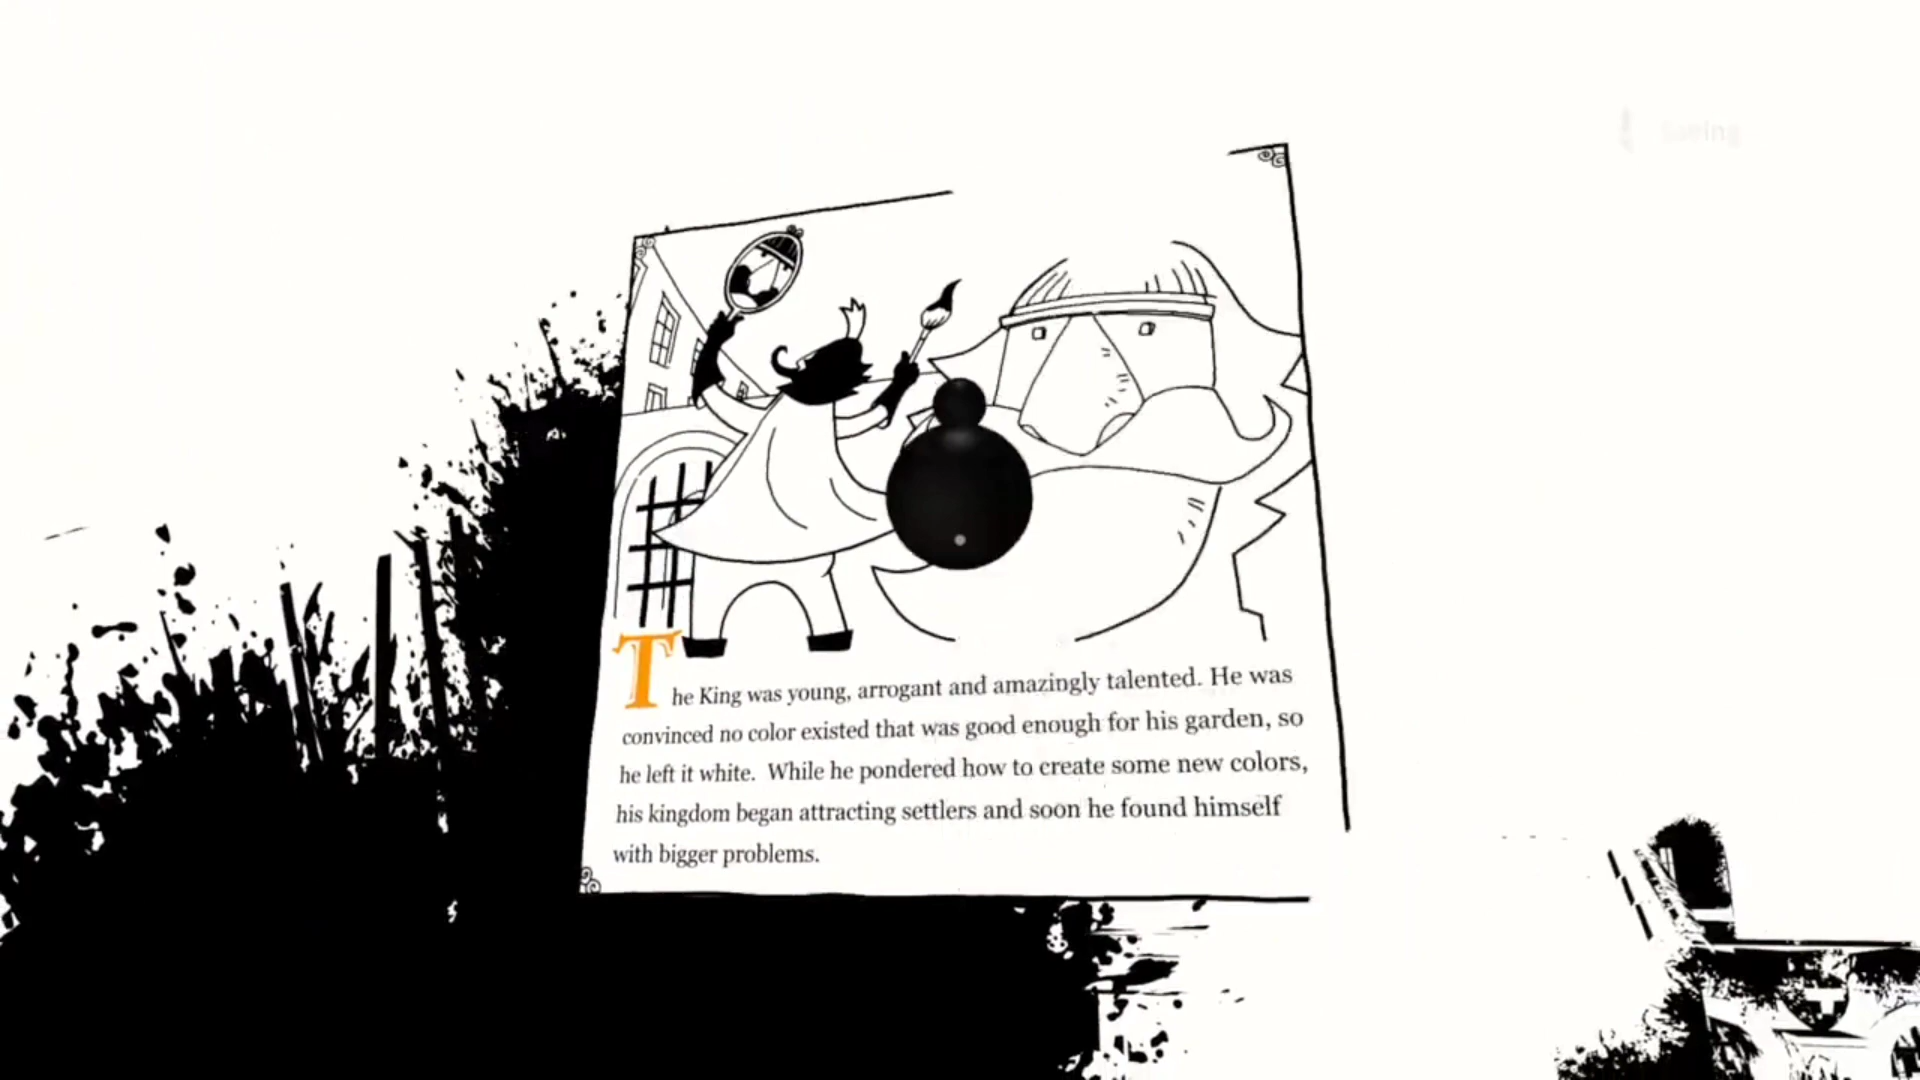 Saving
The King was young, arrogant and amazingly talented. He was
convinced no color existed that was good enough for his garden, so
he left it white. While he pondered how to create some new colors,
his kingdom began attracting settlers and soon he found himself
with bigger problems.